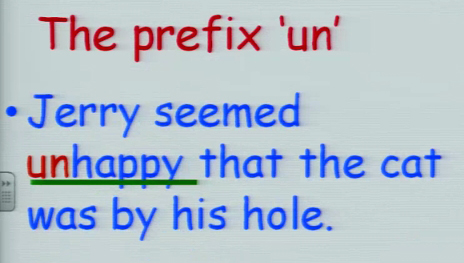 The prefix 'un'
• Jerry seemed
unhappy that the cat
was by his hole.